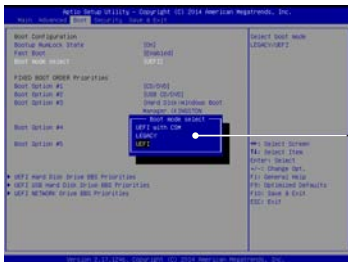 Aptio Setup Utility - Copyright (C) 2014 American Megatrends, Inc.
Main Advanced Boot Security Save & Exit
Boot Configuration
Bootup NumLock State [On]
Fast Boot [Enabled]
Boot mode select [UEFI]
FIXED BOOT ORDER Priorities
Boot Option #1 [CD/DVD]
Boot Option #2 [USB CD/DVD]
Boot Option #3 [Hard Disk:Windows Boot
Manager (KINGSTON
Boot Option #4
Boot Option #5
Boot mode select
UEFI with CSM
LEGACY
UEFI
UEFI Hard Disk Drive BBS Priorities
UEFI USB Hard Disk Drive BBS Priorities
UEFI NETWORK Drive BBS Priorities
Select boot mode
LEGACY/UEFI
Select Screen
Select Item
Enter: Select
+/-: Change Opt.
F1: General Help
F9: Optimized Defaults
F10: Save & Exit
ESC: Exit
Version 2.17.1246. Copyright (C) 2014 American Megatrends, Inc.